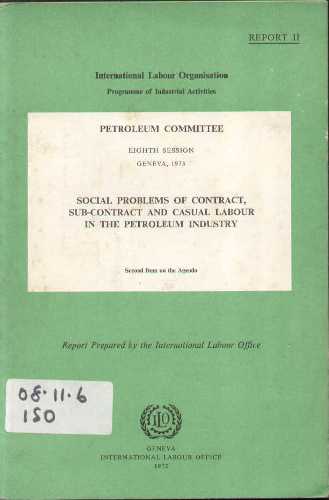 REPORT II
International Labour Organisation
Programme of Industrial Activities
PETROLEUM COMMITTEE
EIGHTH SESSION
GENEVA, 1973
SOCIAL PROBLEMS OF CONTRACT,
SUB-CONTRACT AND CASUAL LABOUR
IN THE PETROLEUM INDUSTRY
Second Item on the Agenda
Report Prepared by the International Labour Office
08.11.6
ISO
ILO
GENEVA
INTERNATIONAL LABOUR OFFICE
1972